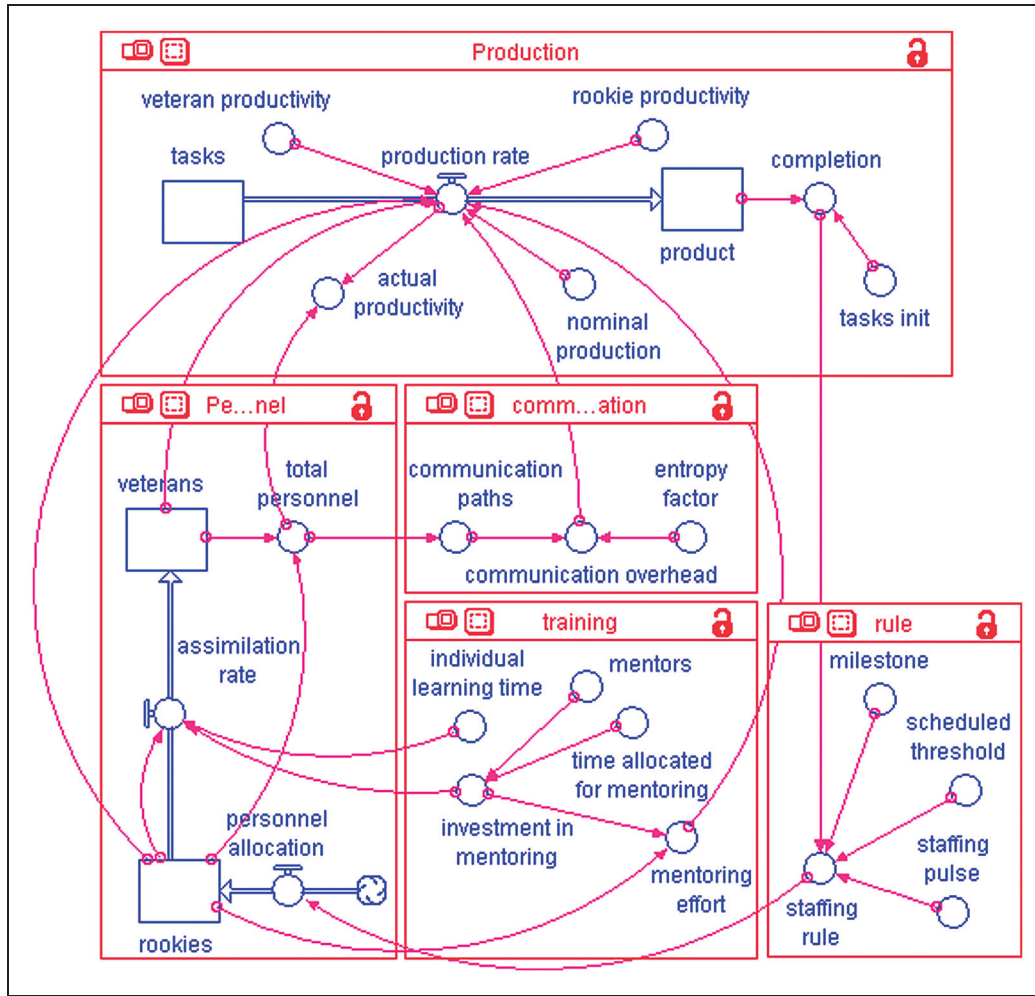 Production
veteran productivity
rookie productivity
tasks
production rate
completion
product
actual
productivity
nominal
production
tasks init
Pe...nel
veterans
total
personnel
assimilation
rate
personnel
allocation
rookies
comm...ation
communication
paths
entropy
factor
communication overhead
training
individual
learning time
mentors
time allocated
for mentoring
investment in
mentoring
mentoring
effort
rule
milestone
scheduled
threshold
staffing
pulse
staffing
rule